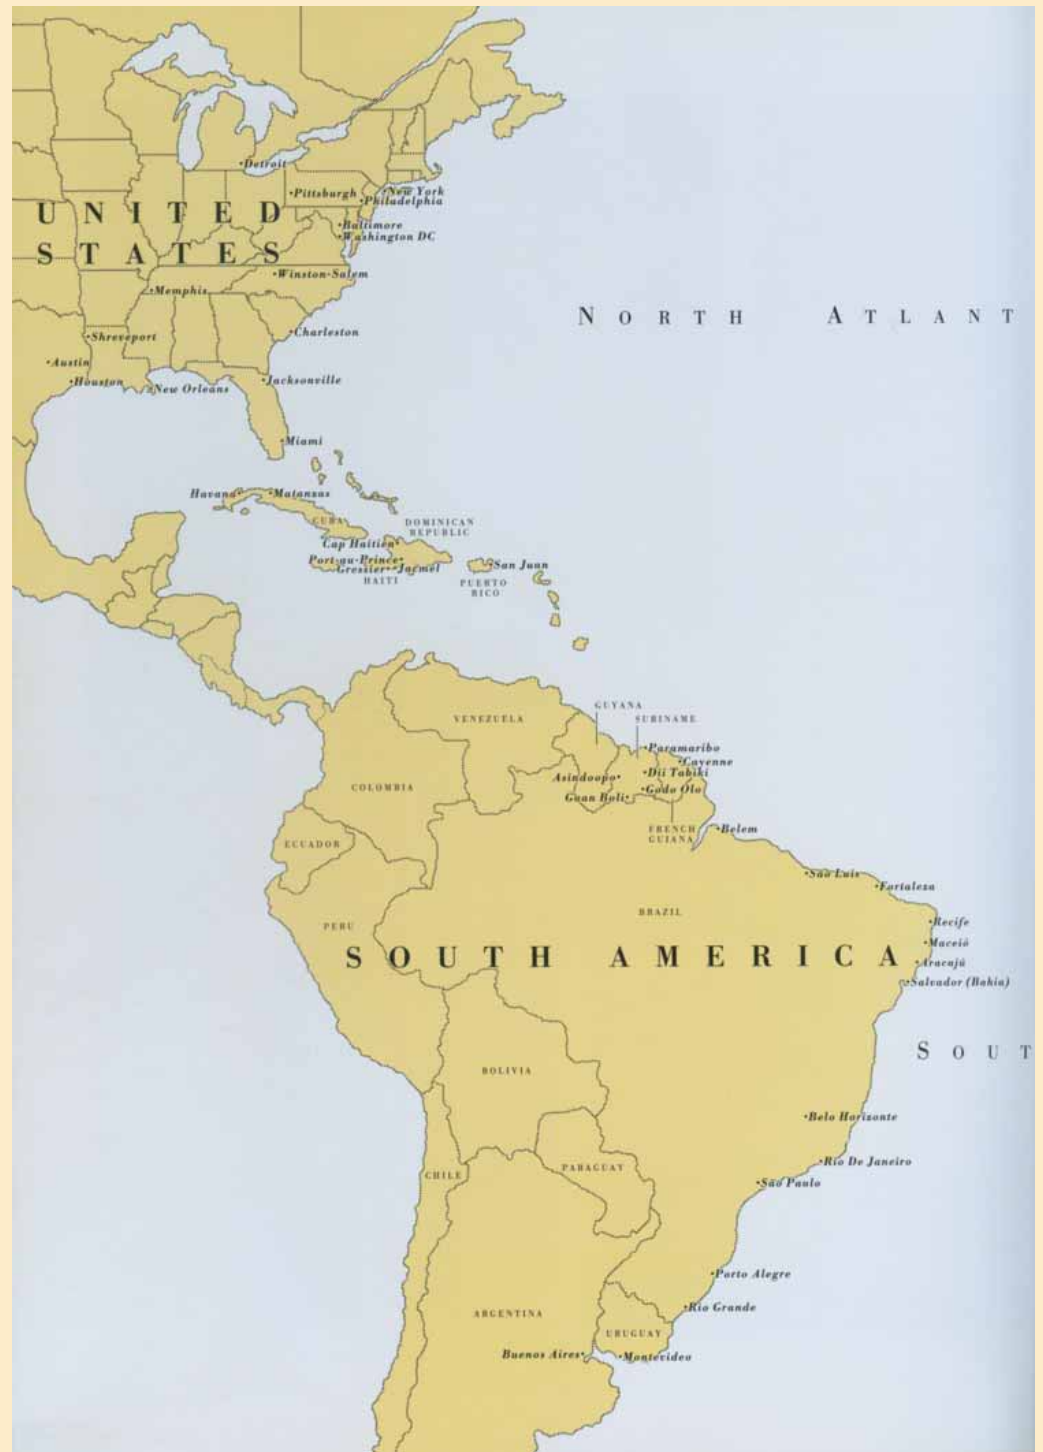 Detroit
Pittsburgh
New York
Philadelphia
UNITED
Baltimore
Washington DC
STATES
Winston-Salem
Memphis
NORTH ATLANT
Charleston
Shreveport
Austin
Houston
New Orleans
Jacksonville
Miami
Havana
Matanzas
CUBA
DOMINICAN
REPUBLIC
Cap Haïtien
Port-au-Prince
Gressier
Jacmel
HAITI
San Juan
PUERTO
RICO
GUYANA
SURINAME
VENEZUELA
Paramaribo
Cayenne
Asindoopo
Dii Tabiki
COLOMBIA
Godo Olo
Guan Boli
FRENCH
GUIANA
Belem
ECUADOR
São Luis
Fortaleza
BRAZIL
PERU
Recife
Maceió
SOUTH AMERICA
Aracajú
Salvador (Bahia)
SOUT
BOLIVIA
Belo Horizonte
PARAGUAY
Rio De Janeiro
CHILE
São Paulo
Porto Alegre
ARGENTINA
Rio Grande
URUGUAY
Buenos Aires
Montevideo